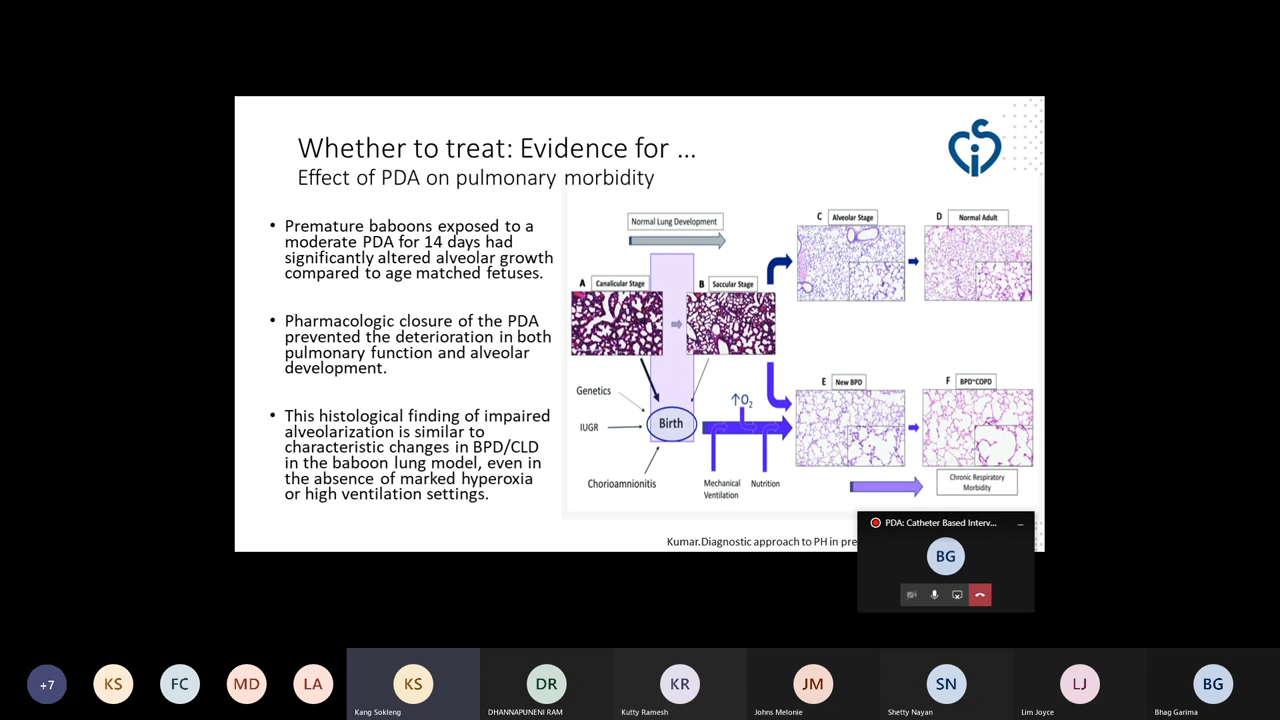 Whether to treat: Evidence for ...
Effect of PDA on pulmonary morbidity
• Premature baboons exposed to a
moderate PDA for 14 days had
significantly altered alveolar growth
compared to age matched fetuses.
• Pharmacologic closure of the PDA
prevented the deterioration in both
pulmonary function and alveolar
development.
• This histological finding of impaired
alveolarization is similar to
characteristic changes in BPD/CLD
in the baboon lung model, even in
the absence of marked hyperoxia
or high ventilation settings.
Normal Lung Development
A Canalicular Stage
B Saccular Stage
C Alveolar Stage
D Normal Adult
Genetics
IUGR
Chorioamnionitis
Birth
↑O₂
Mechanical
Ventilation
Nutrition
E New BPD
F BPD~COPD
Chronic Respiratory
Morbidity
Kumar.Diagnostic approach to PH in pre
PDA: Catheter Based Interv...
BG
+7
KS
FC
MD
LA
KS
Kang Sokleng
DR
DHANNAPUNENI RAM
KR
Kutty Ramesh
JM
Johns Melonie
SN
Shetty Nayan
LJ
Lim Joyce
BG
Bhag Garima